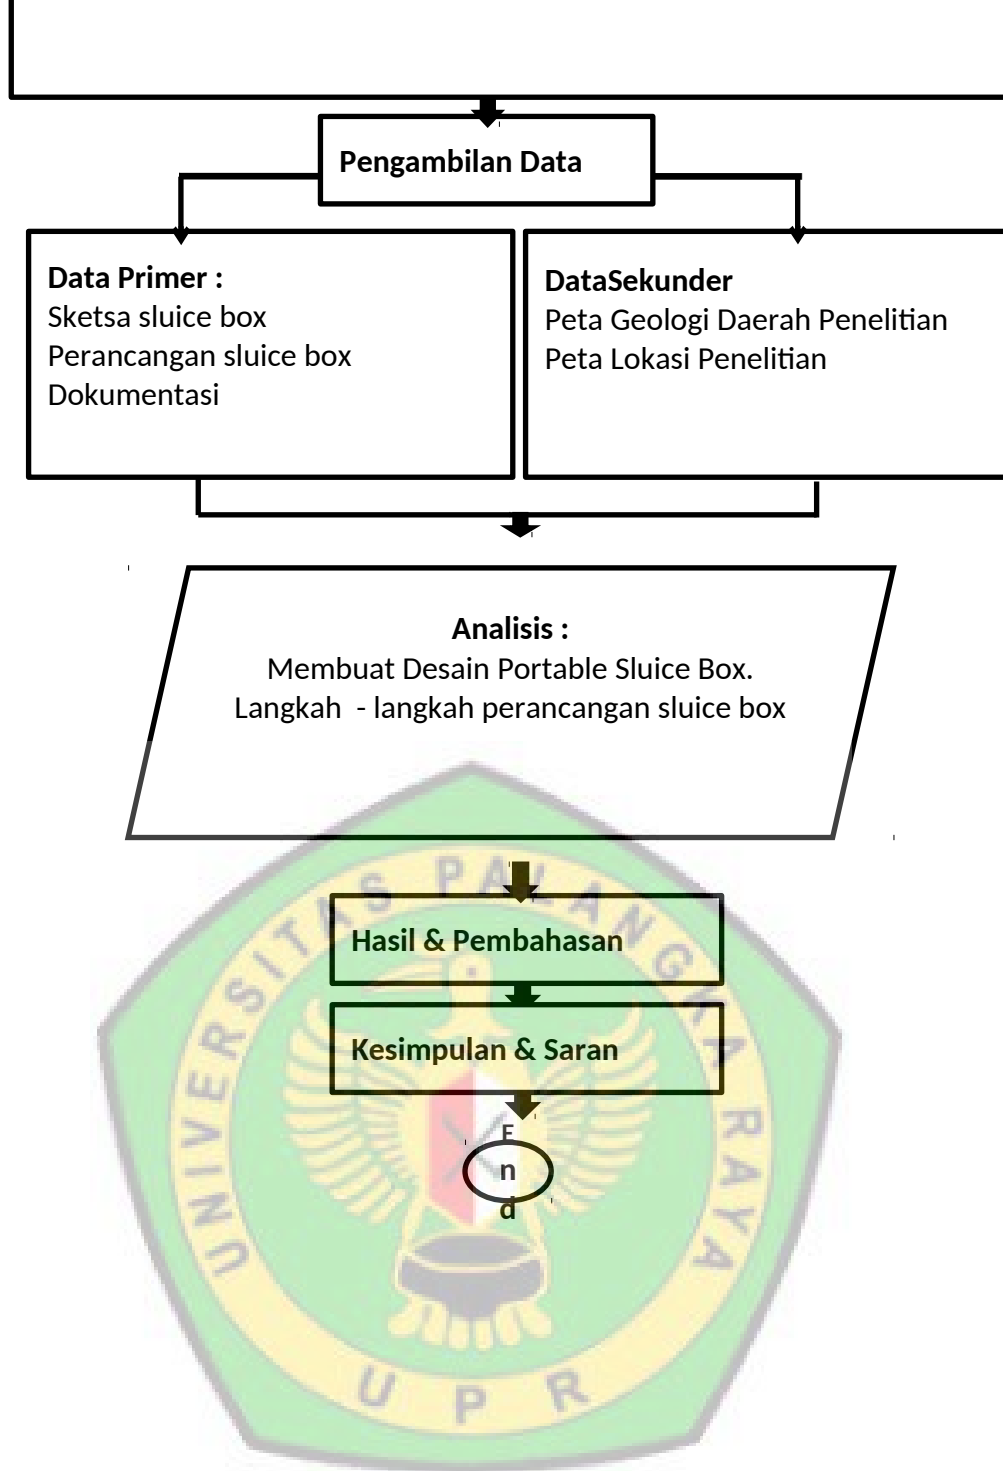 Pengambilan Data
Data Primer :
Sketsa sluice box
Perancangan sluice box
Dokumentasi
DataSekunder
Peta Geologi Daerah Penelitian
Peta Lokasi Penelitian
Analisis :
Membuat Desain Portable Sluice Box.
Langkah  - langkah perancangan sluice box
Hasil & Pembahasan
Kesimpulan & Saran
E
n
d
UNIVERSITAS PALANGKA RAYA
UPR